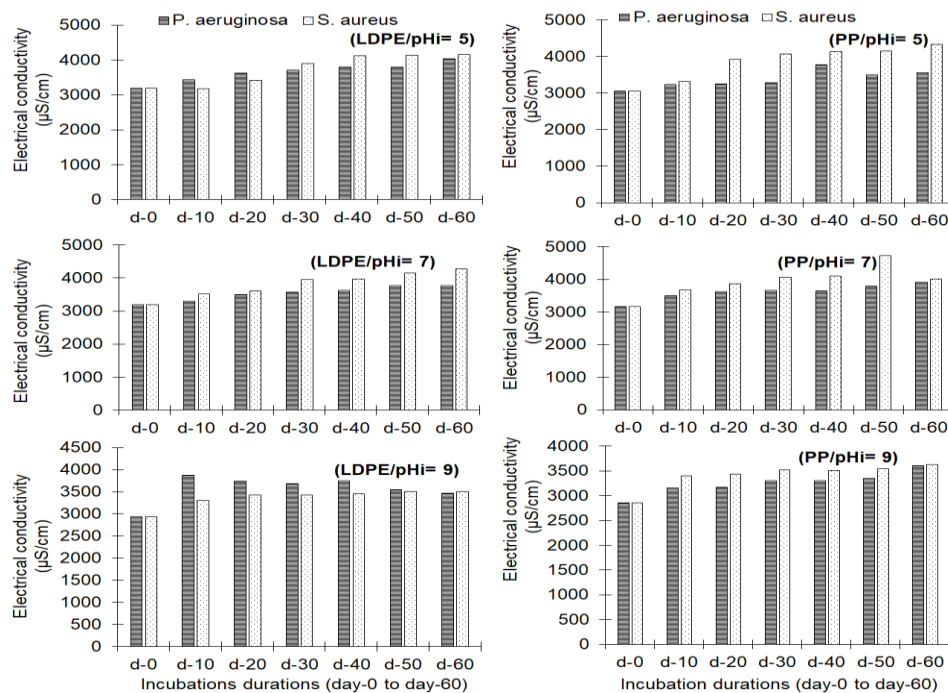 P. aeruginosa S. aureus
(LDPE/pHi= 5)
Electrical conductivity
(µS/cm)
5000
4000
3000
2000
1000
0
d-0 d-10 d-20 d-30 d-40 d-50 d-60
P. aeruginosa S. aureus
(PP/pHi= 5)
Electrical conductivity
(µS/cm)
5000
4000
3000
2000
1000
0
d-0 d-10 d-20 d-30 d-40 d-50 d-60
(LDPE/pHi= 7)
Electrical conductivity
(µS/cm)
5000
4000
3000
2000
1000
0
d-0 d-10 d-20 d-30 d-40 d-50 d-60
(PP/pHi= 7)
Electrical conductivity
(µS/cm)
5000
4000
3000
2000
1000
0
d-0 d-10 d-20 d-30 d-40 d-50 d-60
(LDPE/pHi= 9)
Electrical conductivity
(µS/cm)
4500
4000
3500
3000
2500
2000
1500
1000
500
0
d-0 d-10 d-20 d-30 d-40 d-50 d-60
Incubations durations (day-0 to day-60)
(PP/pHi= 9)
Electrical conductivity
(µS/cm)
4000
3500
3000
2500
2000
1500
1000
500
0
d-0 d-10 d-20 d-30 d-40 d-50 d-60
Incubation durations (day-0 to day-60)